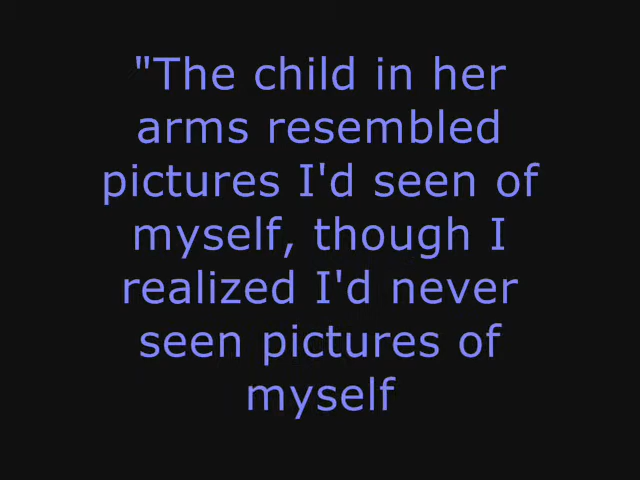 "The child in her
arms resembled
pictures I'd seen of
myself, though I
realized I'd never
seen pictures of
myself